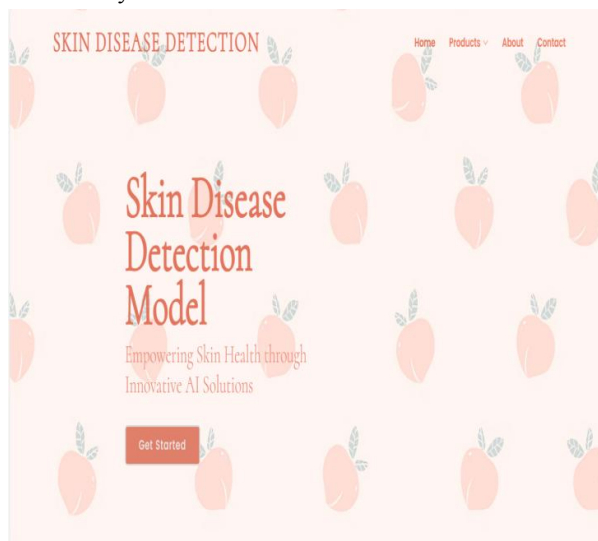 SKIN DISEASE DETECTION
Home Products About Contact
Skin Disease
Detection
Model
Empowering Skin Health through
Innovative AI Solutions
Get Started